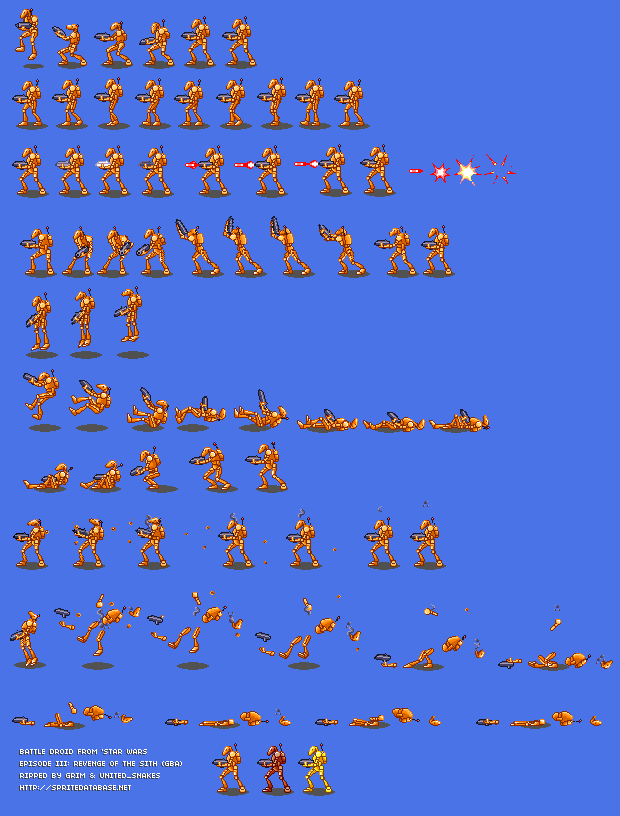 BATTLE DROID FROM 'STAR WARS
EPISODE III: REVENGE OF THE SITH (GBA)
RIPPED BY GRIM & UNITED_SNAKES
HTTP://SPRITEDATABASE.NET